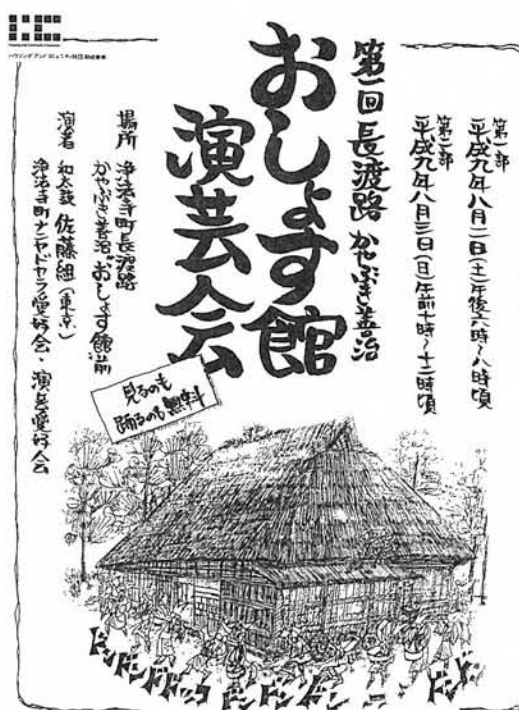 第一部
平成九年八月二日(土)午後六時〜八時頃
第二部
平成九年八月三日(日)午前十時〜十二時頃
第一回 長渡路 かやぶき善治
おしょす館
演芸会
場所 浄法寺町長渡路
かやぶき善治“おしょす館”前
演者 和太鼓 佐藤組(東京)
浄法寺町ナニャドヤラ愛好会・演芸愛好会
見るのも
踊るのも無料